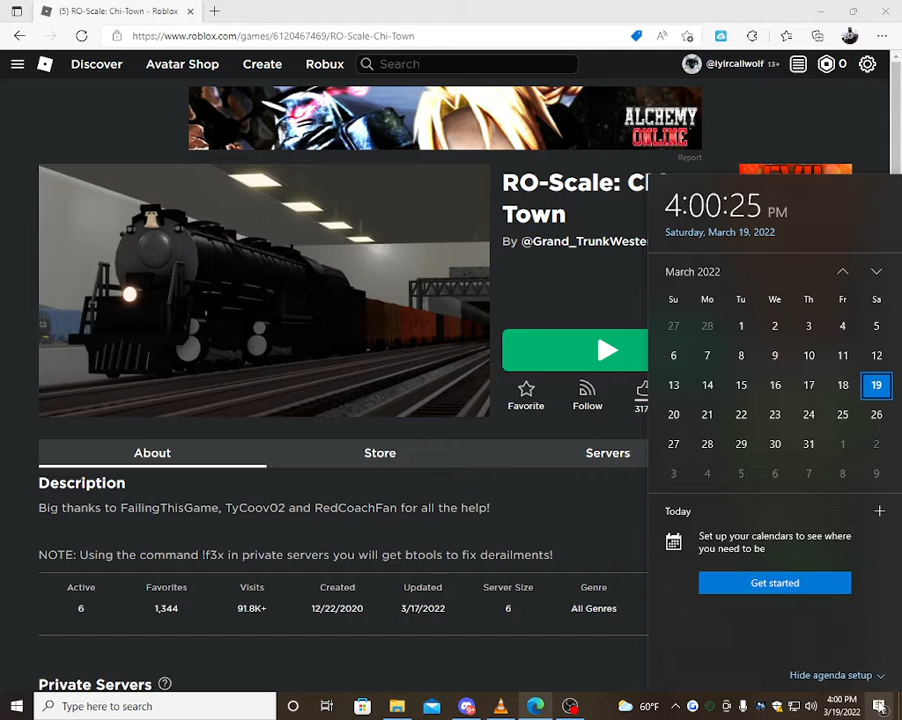 (5) RO-Scale: Chi-Town - Roblox
https://www.roblox.com/games/6120467469/RO-Scale-Chi-Town
Discover
Avatar Shop
Create
Robux
Search
@lyircallwolf 13+
0
ALCHEMY
ONLINE
Report
RO-Scale: Chi-
Town
By @Grand_TrunkWeste
Favorite
Follow
317
4:00:25 PM
Saturday, March 19, 2022
March 2022
Su Mo Tu We Th Fr Sa
27 28 1 2 3 4 5
6 7 8 9 10 11 12
13 14 15 16 17 18 19
20 21 22 23 24 25 26
27 28 29 30 31 1 2
3 4 5 6 7 8 9
Today
Set up your calendars to see where
you need to be
Get started
Hide agenda setup
About
Store
Servers
Description
Big thanks to FailingThisGame, TyCoov02 and RedCoachFan for all the help!
NOTE: Using the command !f3x in private servers you will get btools to fix derailments!
Active Favorites Visits Created Updated Server Size Genre
6 1,344 91.8K+ 12/22/2020 3/17/2022 6 All Genres
Private Servers
Type here to search
60°F
4:00 PM
3/19/2022